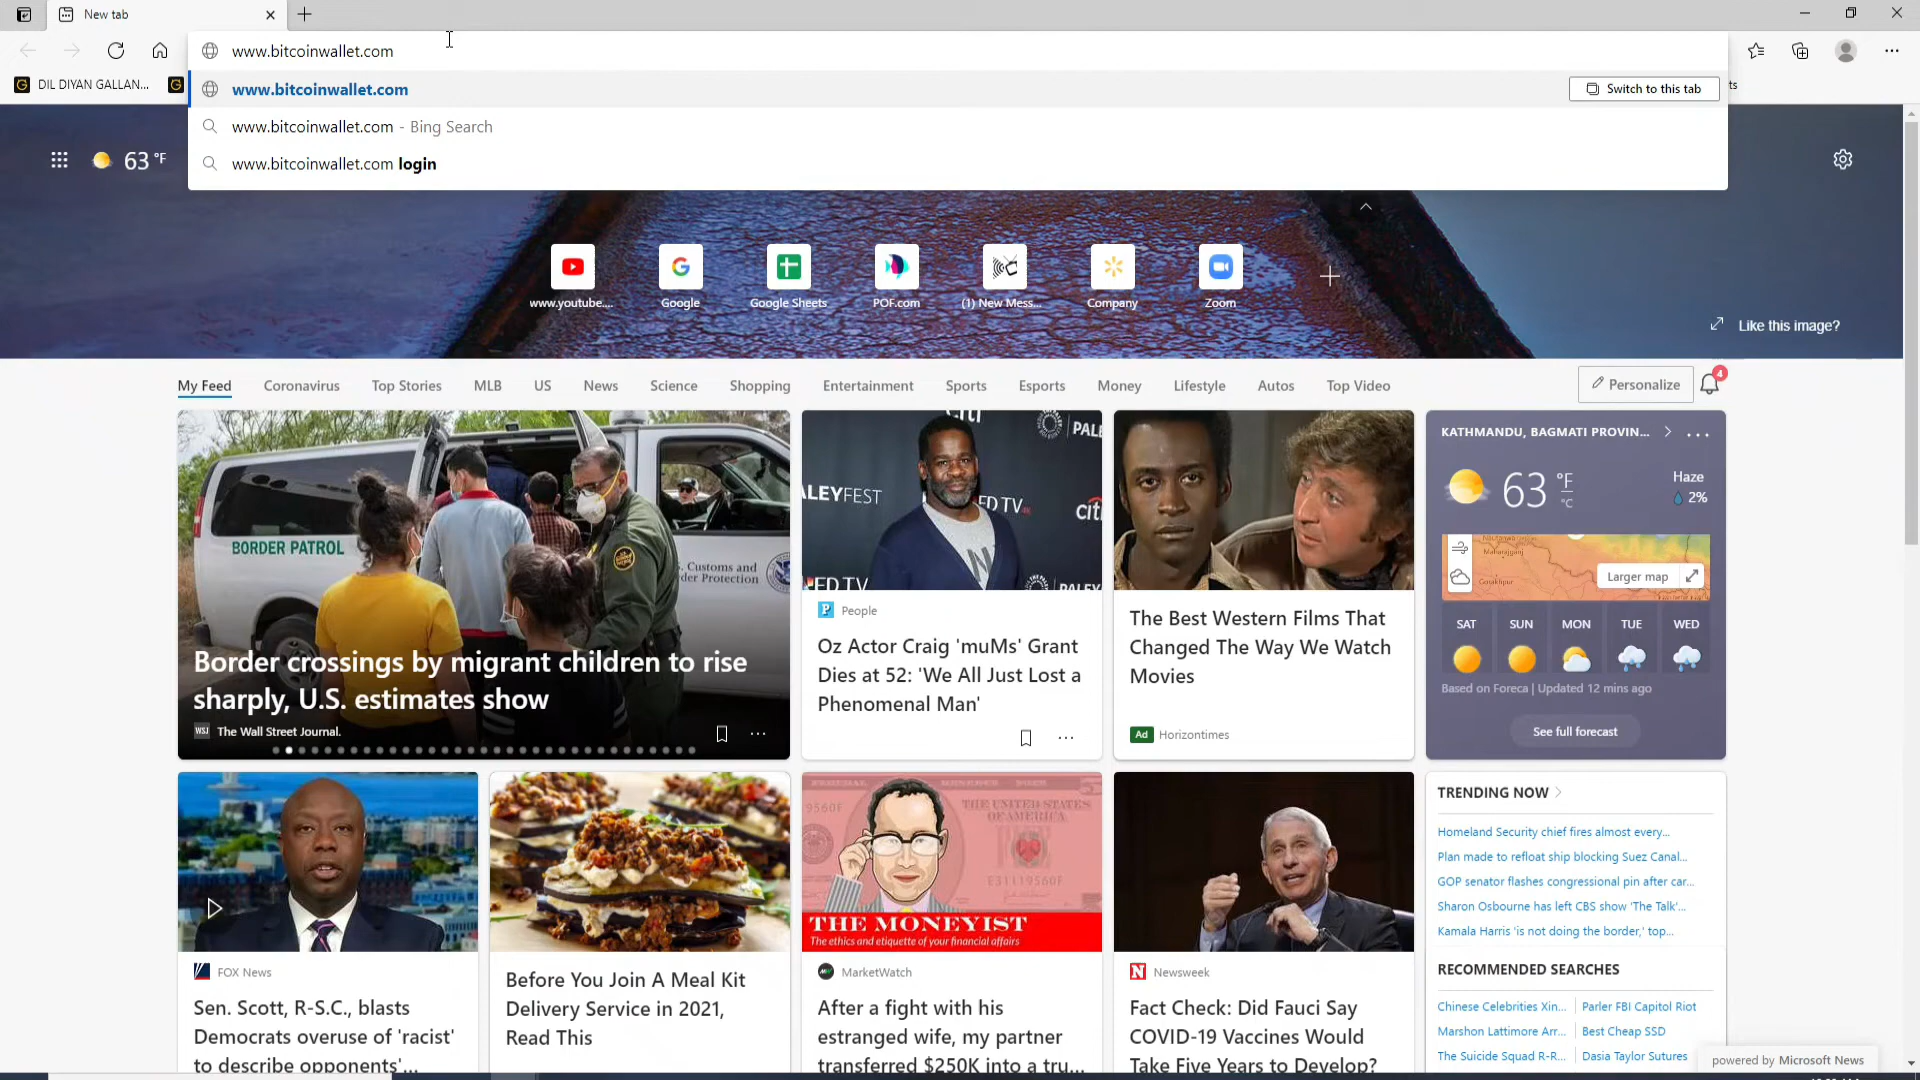 New tab
www.bitcoinwallet.com
DIL DIYAN GALLAN...
www.bitcoinwallet.com
Switch to this tab
ts
www.bitcoinwallet.com - Bing Search
www.bitcoinwallet.com login
63 °F
www.youtube....
Google
Google Sheets
POF.com
(1) New Mess...
Company
Zoom
Like this image?
My Feed
Coronavirus
Top Stories
MLB
US
News
Science
Shopping
Entertainment
Sports
Esports
Money
Lifestyle
Autos
Top Video
Personalize
4
BORDER PATROL
Border crossings by migrant children to rise
sharply, U.S. estimates show
WSJ The Wall Street Journal.
P People
Oz Actor Craig 'muMs' Grant
Dies at 52: 'We All Just Lost a
Phenomenal Man'
The Best Western Films That
Changed The Way We Watch
Movies
Ad Horizontimes
KATHMANDU, BAGMATI PROVIN...
63 °F
°C
Haze
2%
Larger map
SAT
SUN
MON
TUE
WED
Based on Foreca | Updated 12 mins ago
See full forecast
FOX News
Sen. Scott, R-S.C., blasts
Democrats overuse of 'racist'
to describe opponents'...
Before You Join A Meal Kit
Delivery Service in 2021,
Read This
THE UNITED STATES
OF AMERICA
E31119560F
THE MONEYIST
The ethics and etiquette of your financial affairs
MarketWatch
After a fight with his
estranged wife, my partner
transferred $250K into a tru...
N Newsweek
Fact Check: Did Fauci Say
COVID-19 Vaccines Would
Take Five Years to Develop?
TRENDING NOW
Homeland Security chief fires almost every...
Plan made to refloat ship blocking Suez Canal...
GOP senator flashes congressional pin after car...
Sharon Osbourne has left CBS show 'The Talk'...
Kamala Harris 'is not doing the border,' top...
RECOMMENDED SEARCHES
Chinese Celebrities Xin...
Parler FBI Capitol Riot
Marshon Lattimore Arr...
Best Cheap SSD
The Suicide Squad R-R...
Dasia Taylor Sutures
powered by Microsoft News